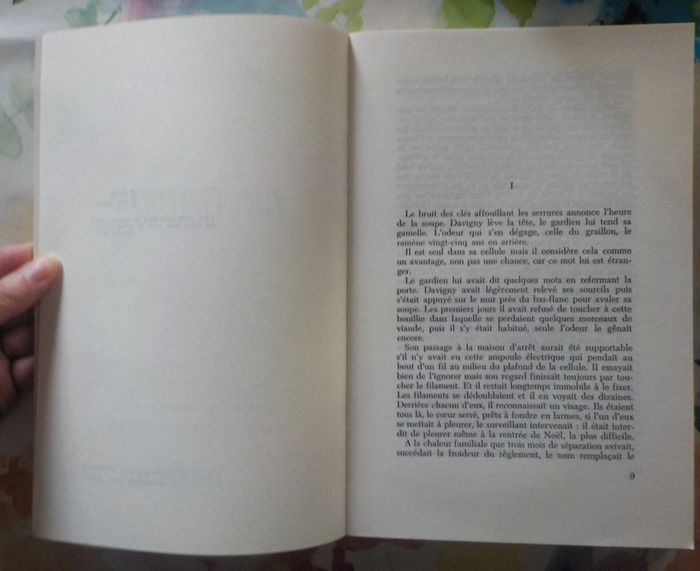 I
Le bruit des clés affouillant les serrures annonce l'heure
de la soupe. Davigny lève la tête, le gardien lui tend sa
gamelle. L'odeur qui s'en dégage, celle du graillon, le
ramène vingt-cinq ans en arrière.
Il est seul dans sa cellule mais il considère cela comme
un avantage, non pas une chance, car ce mot lui est étran-
ger.
Le gardien lui avait dit quelques mots en refermant la
porte. Davigny avait légèrement relevé ses sourcils puis
s'était appuyé sur le mur près du bas-flanc pour avaler sa
soupe. Les premiers jours il avait refusé de toucher à cette
bouillie dans laquelle se perdaient quelques morceaux de
viande, puis il s'y était habitué, seule l'odeur le gênait
encore.
Son passage à la maison d'arrêt aurait été supportable
s'il n'y avait eu cette ampoule électrique qui pendait au
bout d'un fil au milieu du plafond de la cellule. Il essayait
bien de l'ignorer mais son regard finissait toujours par tou-
cher le filament. Et il restait longtemps immobile à le fixer.
Les filaments se dédoublaient et il en voyait des dizaines.
Derrière chacun d'eux, il reconnaissait un visage. Ils étaient
tous là, le cœur serré, prêts à fondre en larmes, si l'un d'eux
se mettait à pleurer, le surveillant intervenait : il était inter-
dit de pleurer même à la rentrée de Noël, la plus difficile.
A la chaleur familiale que trois mois de séparation avivait,
succédait la froideur du règlement, le nom remplaçait le
9